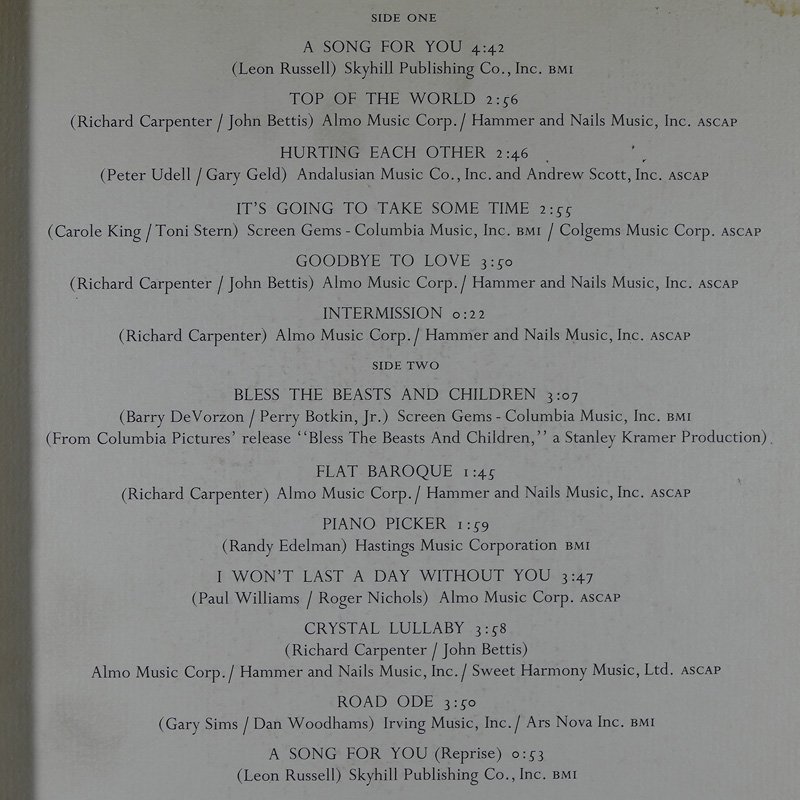 SIDE ONE
A SONG FOR YOU 4:42
(Leon Russell) Skyhill Publishing Co., Inc. BMI
TOP OF THE WORLD 2:56
(Richard Carpenter / John Bettis) Almo Music Corp. / Hammer and Nails Music, Inc. ASCAP
HURTING EACH OTHER 2:46
(Peter Udell / Gary Geld) Andalusian Music Co., Inc. and Andrew Scott, Inc. ASCAP
IT'S GOING TO TAKE SOME TIME 2:55
(Carole King / Toni Stern) Screen Gems - Columbia Music, Inc. BMI / Colgems Music Corp. ASCAP
GOODBYE TO LOVE 3:50
(Richard Carpenter / John Bettis) Almo Music Corp. / Hammer and Nails Music, Inc. ASCAP
INTERMISSION 0:22
(Richard Carpenter) Almo Music Corp. / Hammer and Nails Music, Inc. ASCAP
SIDE TWO
BLESS THE BEASTS AND CHILDREN 3:07
(Barry DeVorzon / Perry Botkin, Jr.) Screen Gems - Columbia Music, Inc. BMI
(From Columbia Pictures' release "Bless The Beasts And Children," a Stanley Kramer Production)
FLAT BAROQUE 1:45
(Richard Carpenter) Almo Music Corp. / Hammer and Nails Music, Inc. ASCAP
PIANO PICKER 1:59
(Randy Edelman) Hastings Music Corporation BMI
I WON'T LAST A DAY WITHOUT YOU 3:47
(Paul Williams / Roger Nichols) Almo Music Corp. ASCAP
CRYSTAL LULLABY 3:58
(Richard Carpenter / John Bettis)
Almo Music Corp. / Hammer and Nails Music, Inc. / Sweet Harmony Music, Ltd. ASCAP
ROAD ODE 3:50
(Gary Sims / Dan Woodhams) Irving Music, Inc. / Ars Nova Inc. BMI
A SONG FOR YOU (Reprise) 0:53
(Leon Russell) Skyhill Publishing Co., Inc. BMI